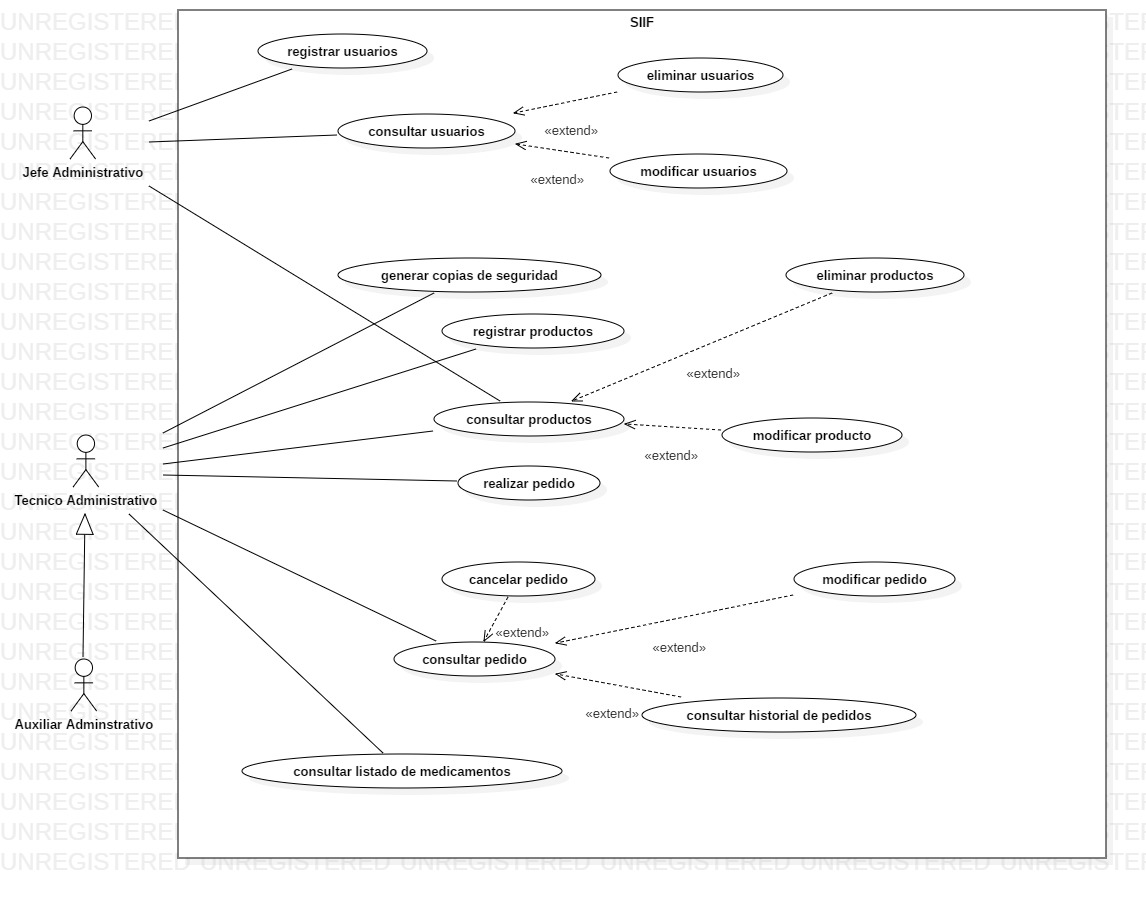 SIIF
registrar usuarios
eliminar usuarios
consultar usuarios
«extend»
Jefe Administrativo
modificar usuarios
«extend»
generar copias de seguridad
eliminar productos
registrar productos
«extend»
consultar productos
modificar producto
«extend»
realizar pedido
Tecnico Administrativo
cancelar pedido
modificar pedido
«extend»
«extend»
consultar pedido
«extend»
consultar historial de pedidos
Auxiliar Adminstrativo
consultar listado de medicamentos
UNREGISTERED UNREGISTERED UNREGISTERED UNREGISTERED UNREGISTERED